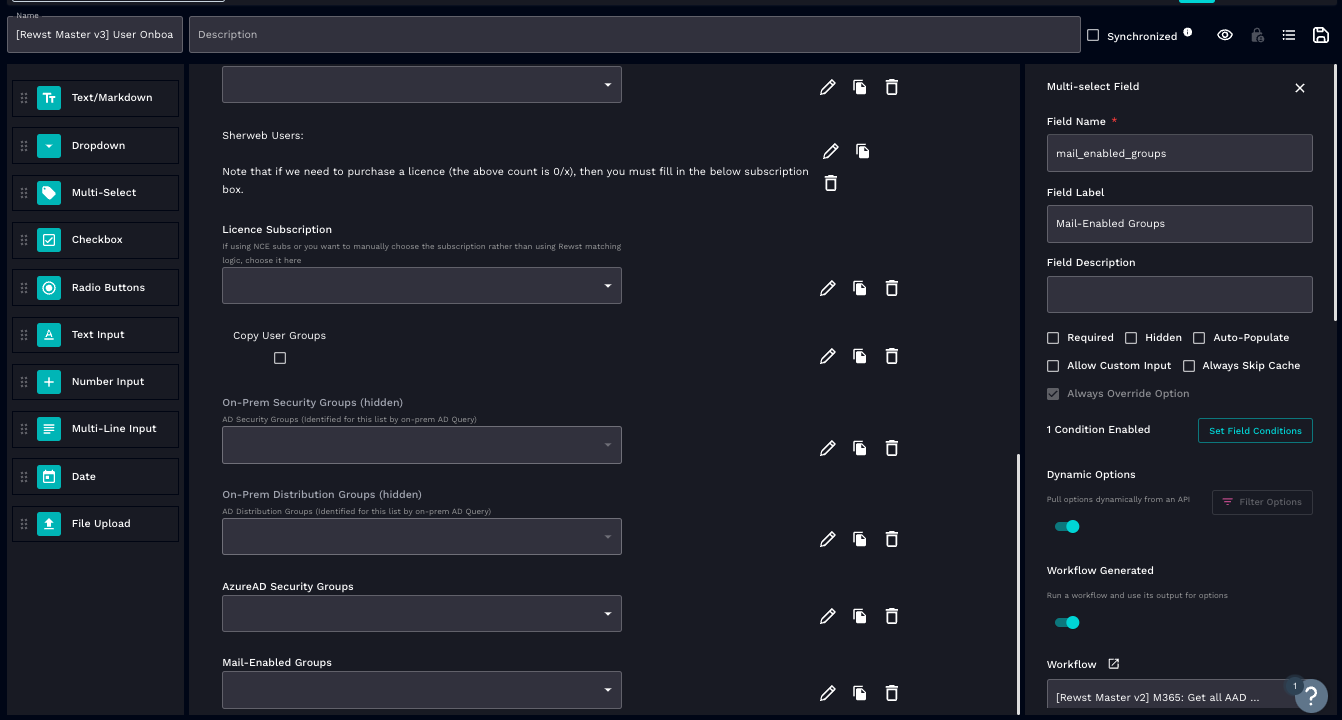 Name
[Rewst Master v3] User Onboa
Description
Synchronized
Text/Markdown
Dropdown
Multi-Select
Checkbox
Radio Buttons
Text Input
Number Input
Multi-Line Input
Date
File Upload
Sherweb Users:
Note that if we need to purchase a licence (the above count is 0/x), then you must fill in the below subscription
box.
Licence Subscription
If using NCE subs or you want to manually choose the subscription rather than using Rewst matching
logic, choose it here
Copy User Groups
On-Prem Security Groups (hidden)
AD Security Groups (Identified for this list by on-prem AD Query)
On-Prem Distribution Groups (hidden)
AD Distribution Groups (Identified for this list by on-prem AD Query)
AzureAD Security Groups
Mail-Enabled Groups
Multi-select Field
Field Name *
mail_enabled_groups
Field Label
Mail-Enabled Groups
Field Description
Required Hidden Auto-Populate
Allow Custom Input Always Skip Cache
Always Override Option
1 Condition Enabled Set Field Conditions
Dynamic Options
Pull options dynamically from an API Filter Options
Workflow Generated
Run a workflow and use its output for options
Workflow
[Rewst Master v2] M365: Get all AAD ...
1
?